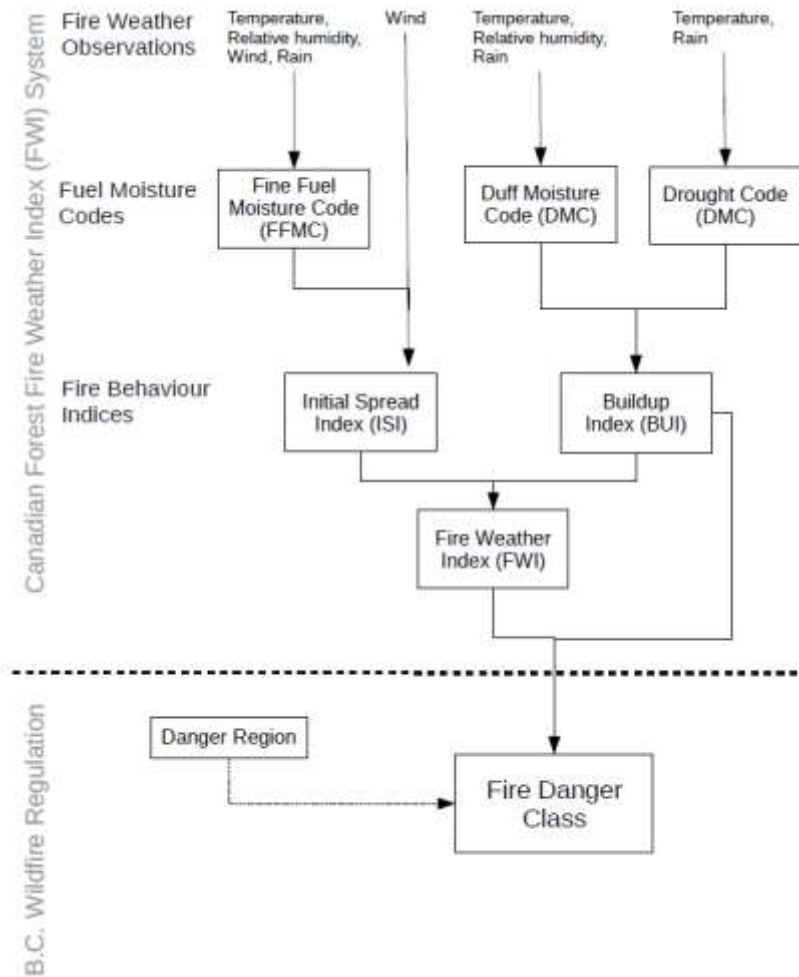 Fire Weather
Observations
Temperature,
Relative humidity,
Wind, Rain
Wind
Temperature,
Relative humidity,
Rain
Temperature,
Rain
Canadian Forest Fire Weather Index (FWI) System
Fuel Moisture
Codes
Fine Fuel
Moisture Code
(FFMC)
Duff Moisture
Code (DMC)
Drought Code
(DMC)
Fire Behaviour
Indices
Initial Spread
Index (ISI)
Buildup
Index (BUI)
Fire Weather
Index (FWI)
B.C. Wildfire Regulation
Danger Region
Fire Danger
Class